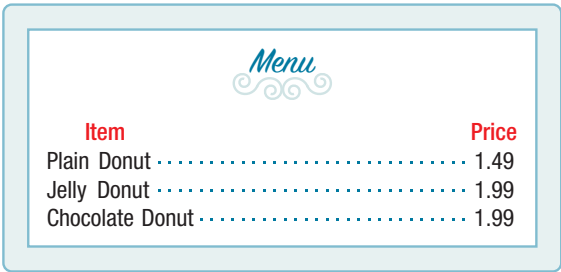 Menu
Item Price
Plain Donut 1.49
Jelly Donut 1.99
Chocolate Donut 1.99